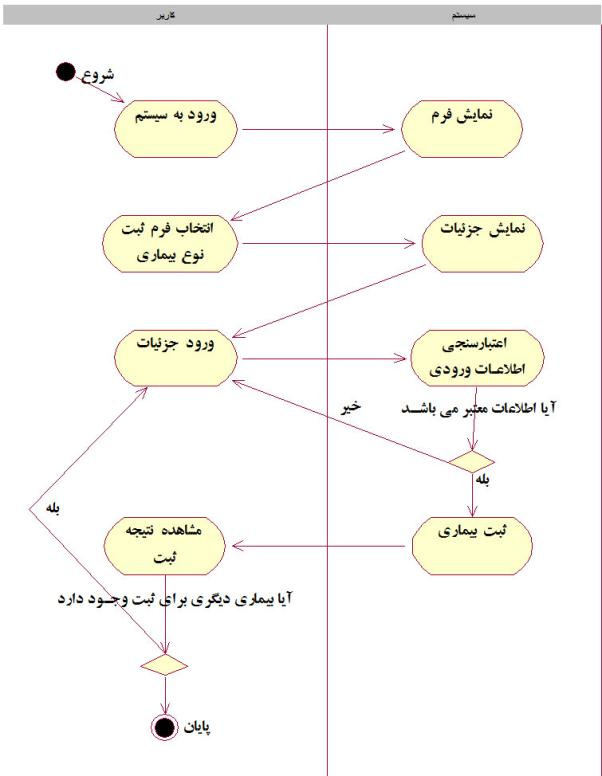 سیستم
کاربر
شروع
ورود به سیستم
نمایش فرم
انتخاب فرم ثبت
نوع بیماری
نمایش جزئیات
ورود جزئیات
اعتبارسنجی
اطلاعات ورودی
آیا اطلاعات معتبر می باشد
خیر
بله
ثبت بیماری
مشاهده نتیجه
ثبت
بله
آیا بیماری دیگری برای ثبت وجود دارد
پایان